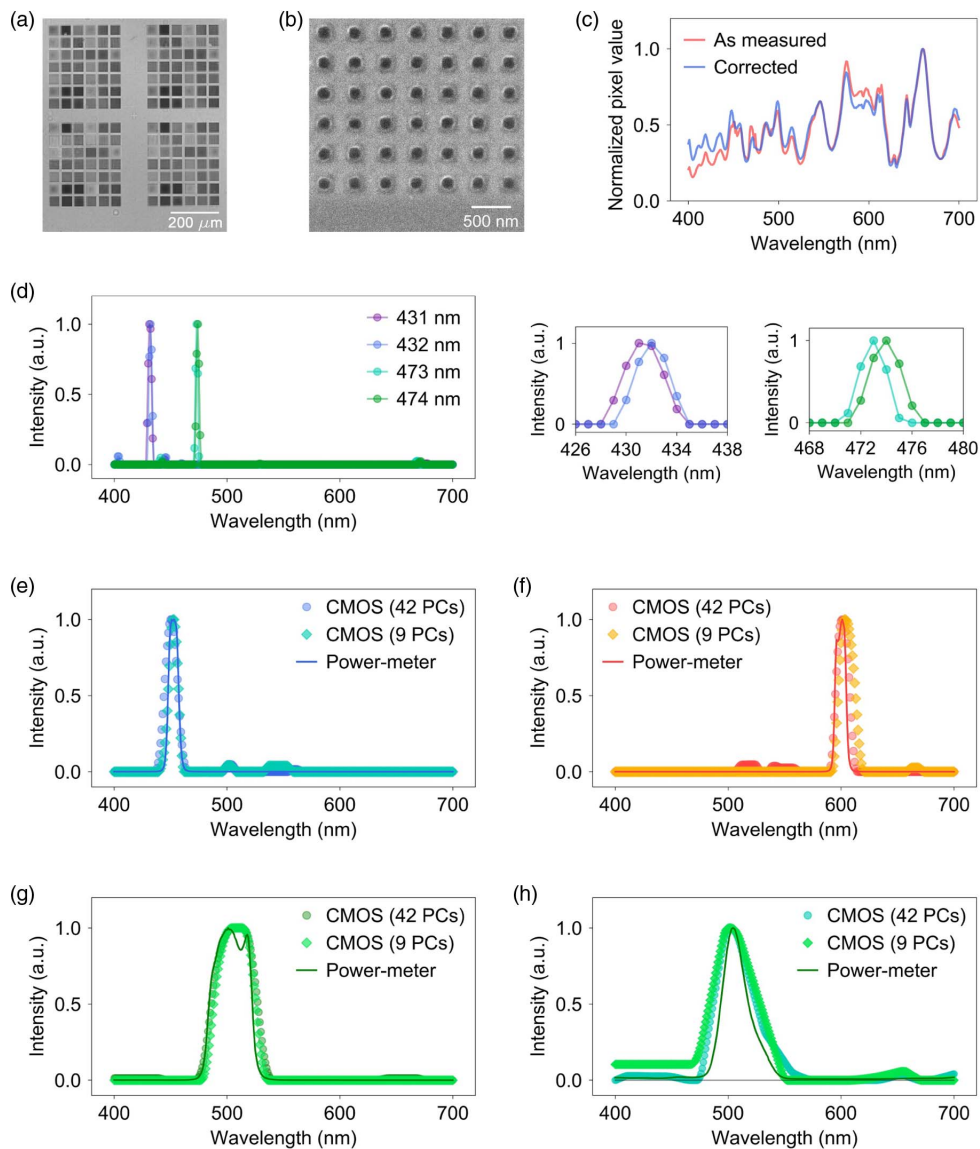 (a)
200 μm
(b)
500 nm
(c)
Normalized pixel value
1.0
0.5
0.0
As measured
Corrected
400
500
600
700
Wavelength (nm)
(d)
Intensity (a.u.)
1.0
0.5
0.0
431 nm
432 nm
473 nm
474 nm
400
500
600
700
Wavelength (nm)
Intensity (a.u.)
1
0
426
430
434
438
Wavelength (nm)
Intensity (a.u.)
1
0
468
472
476
480
Wavelength (nm)
(e)
Intensity (a.u.)
1.0
0.5
0.0
CMOS (42 PCs)
CMOS (9 PCs)
Power-meter
400
500
600
700
Wavelength (nm)
(f)
Intensity (a.u.)
1.0
0.5
0.0
CMOS (42 PCs)
CMOS (9 PCs)
Power-meter
400
500
600
700
Wavelength (nm)
(g)
Intensity (a.u.)
1.0
0.5
0.0
CMOS (42 PCs)
CMOS (9 PCs)
Power-meter
400
500
600
700
Wavelength (nm)
(h)
Intensity (a.u.)
1.0
0.5
0.0
CMOS (42 PCs)
CMOS (9 PCs)
Power-meter
400
500
600
700
Wavelength (nm)